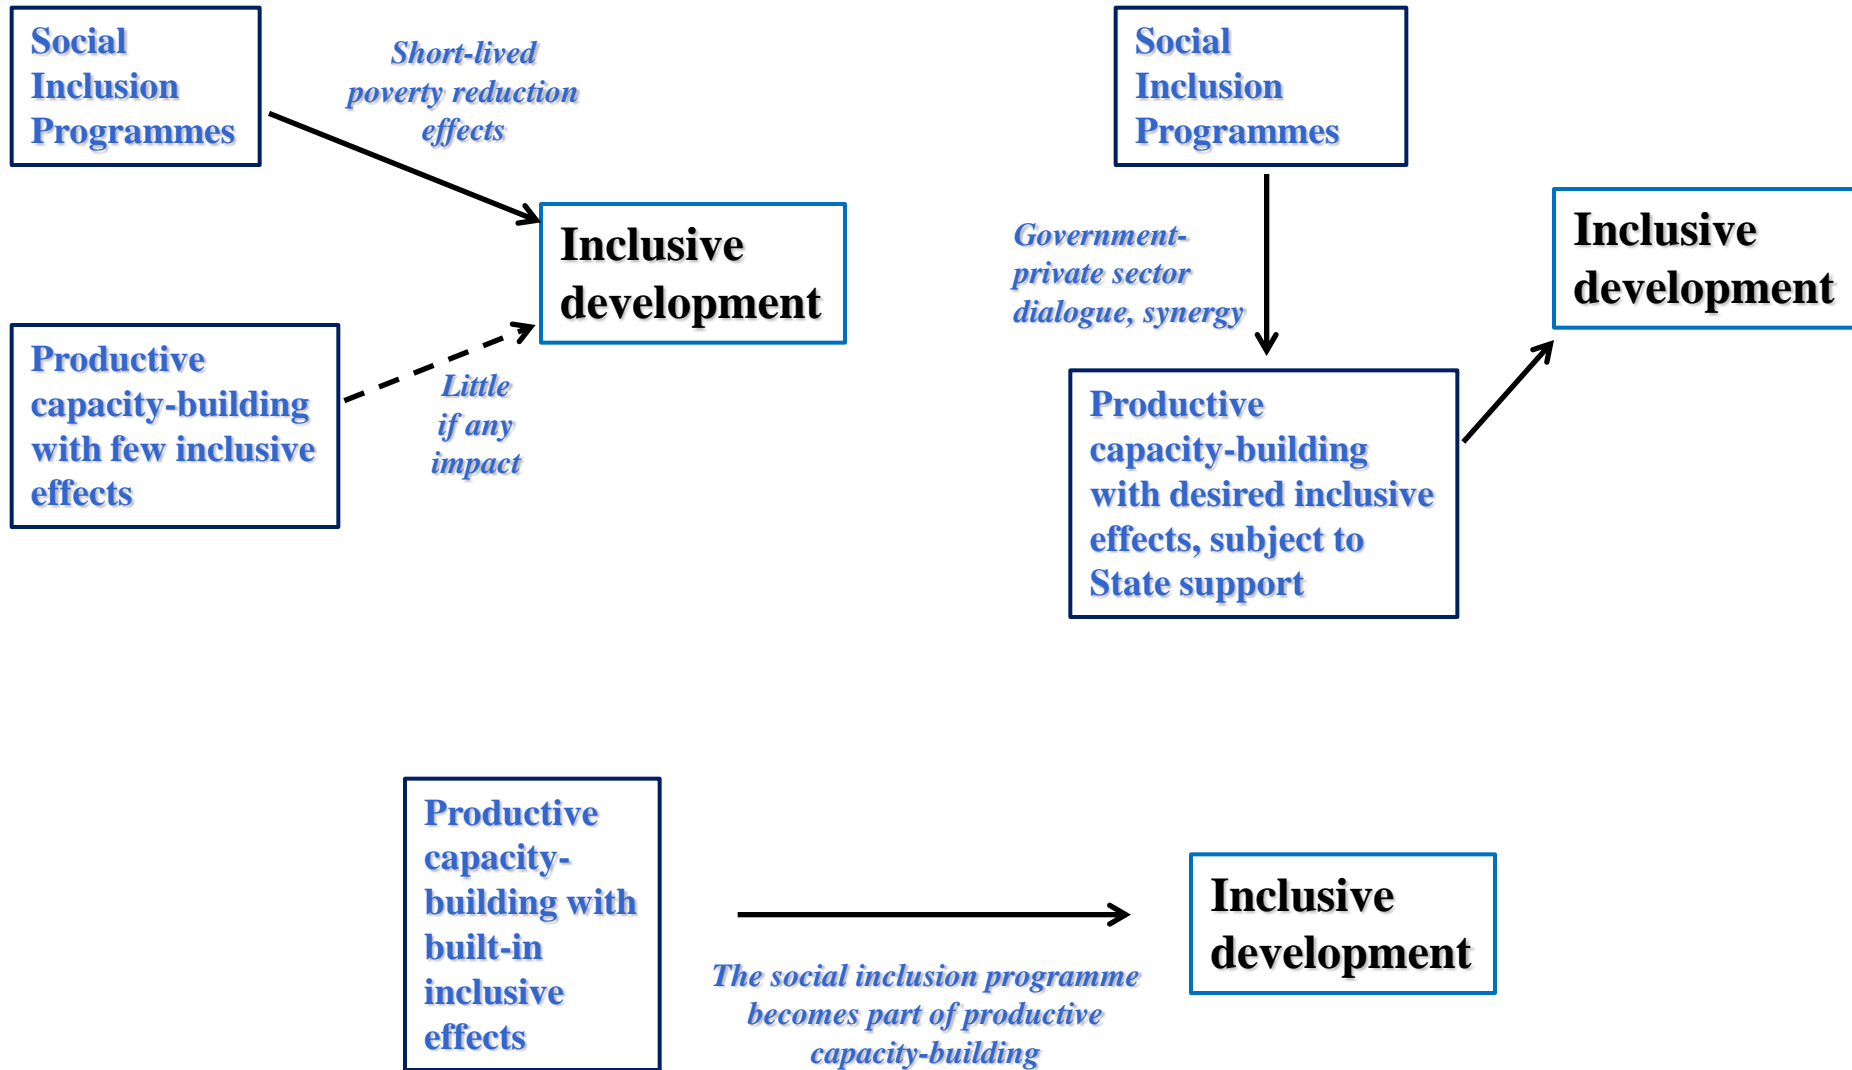 Social
Inclusion
Programmes
Short-lived
poverty reduction
effects
Inclusive
development
Productive
capacity-building
with few inclusive
effects
Little
if any
impact
Social
Inclusion
Programmes
Government-
private sector
dialogue, synergy
Inclusive
development
Productive
capacity-building
with desired inclusive
effects, subject to
State support
Productive
capacity-
building with
built-in
inclusive
effects
The social inclusion programme
becomes part of productive
capacity-building
Inclusive
development